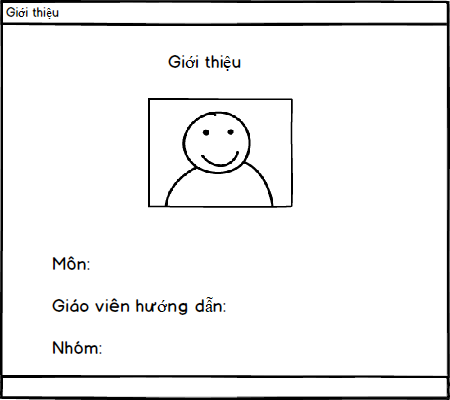 Giới thiệu
Giới thiệu
Môn:
Giáo viên hướng dẫn:
Nhóm: